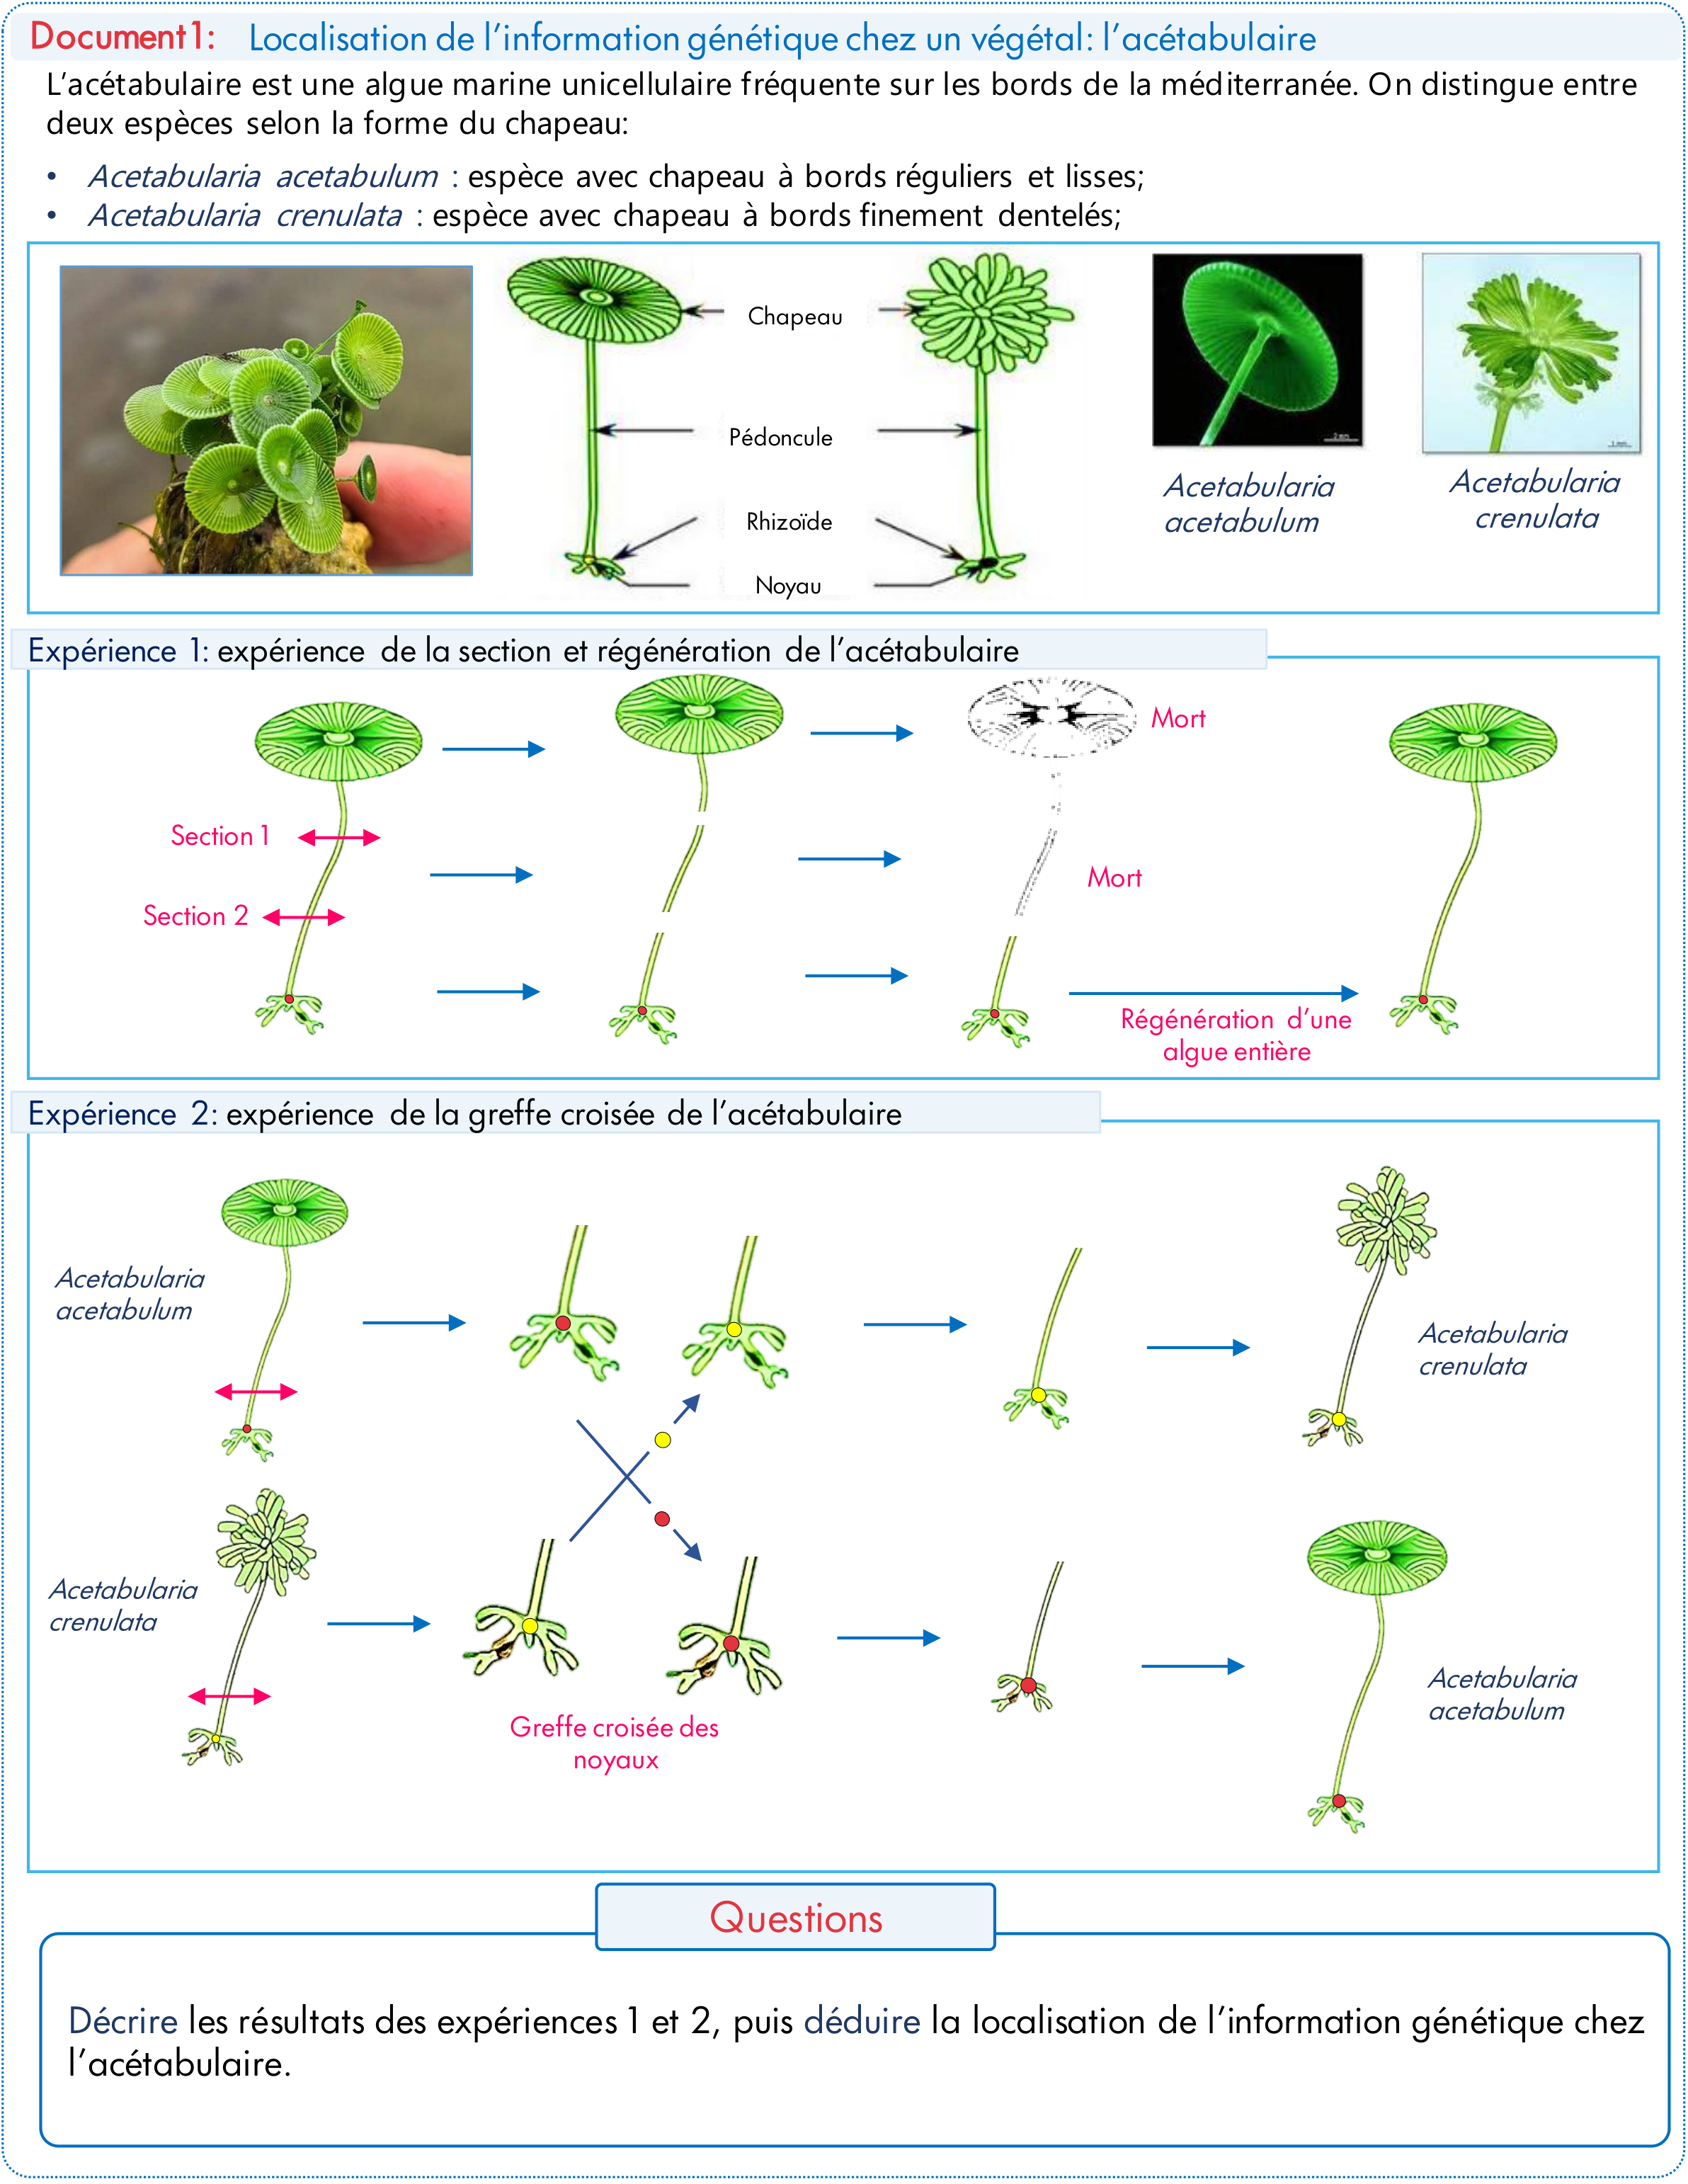 Document1: Localisation de l'information génétique chez un végétal: l'acétabulaire
L'acétabulaire est une algue marine unicellulaire fréquente sur les bords de la méditerranée. On distingue entre
deux espèces selon la forme du chapeau:
• Acetabularia acetabulum : espèce avec chapeau à bords réguliers et lisses;
• Acetabularia crenulata : espèce avec chapeau à bords finement dentelés;
Chapeau
Pédoncule
Rhizoïde
Noyau
2 mm
Acetabularia
acetabulum
1 mm
Acetabularia
crenulata
Expérience 1: expérience de la section et régénération de l'acétabulaire
Section 1
Section 2
Mort
Mort
Régénération d'une
algue entière
Expérience 2: expérience de la greffe croisée de l'acétabulaire
Acetabularia
acetabulum
Acetabularia
crenulata
Acetabularia
crenulata
Greffe croisée des
noyaux
Acetabularia
acetabulum
Questions
Décrire les résultats des expériences 1 et 2, puis déduire la localisation de l'information génétique chez
l'acétabulaire.